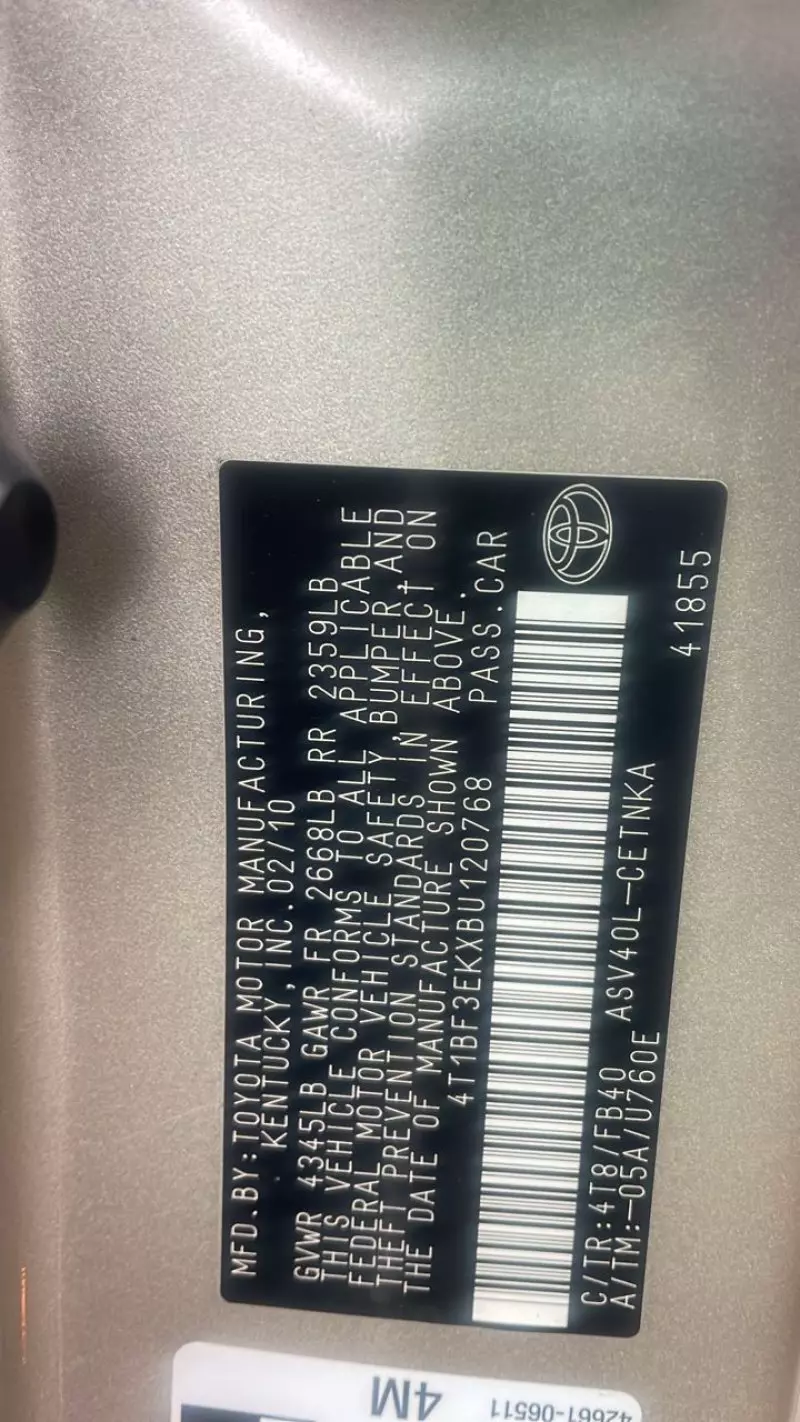 MFD.BY:TOYOTA MOTOR MANUFACTURING,
KENTUCKY, INC.02/10
GVWR 4345LB GAWR FR 2668LB RR 2359LB
THIS VEHICLE CONFORMS TO ALL APPLICABLE
FEDERAL MOTOR VEHICLE SAFETY,BUMPER,AND
THEFT PREVENTION STANDARDS IN EFFECT ON
THE DATE OF MANUFACTURE SHOWN ABOVE.
4T1BF3EKXBU120768 PASS.CAR
C/TR:4T8/FB40 ASV40L-CETNKA 41855
A/TM:-05A/U760E
4M
42661-06511